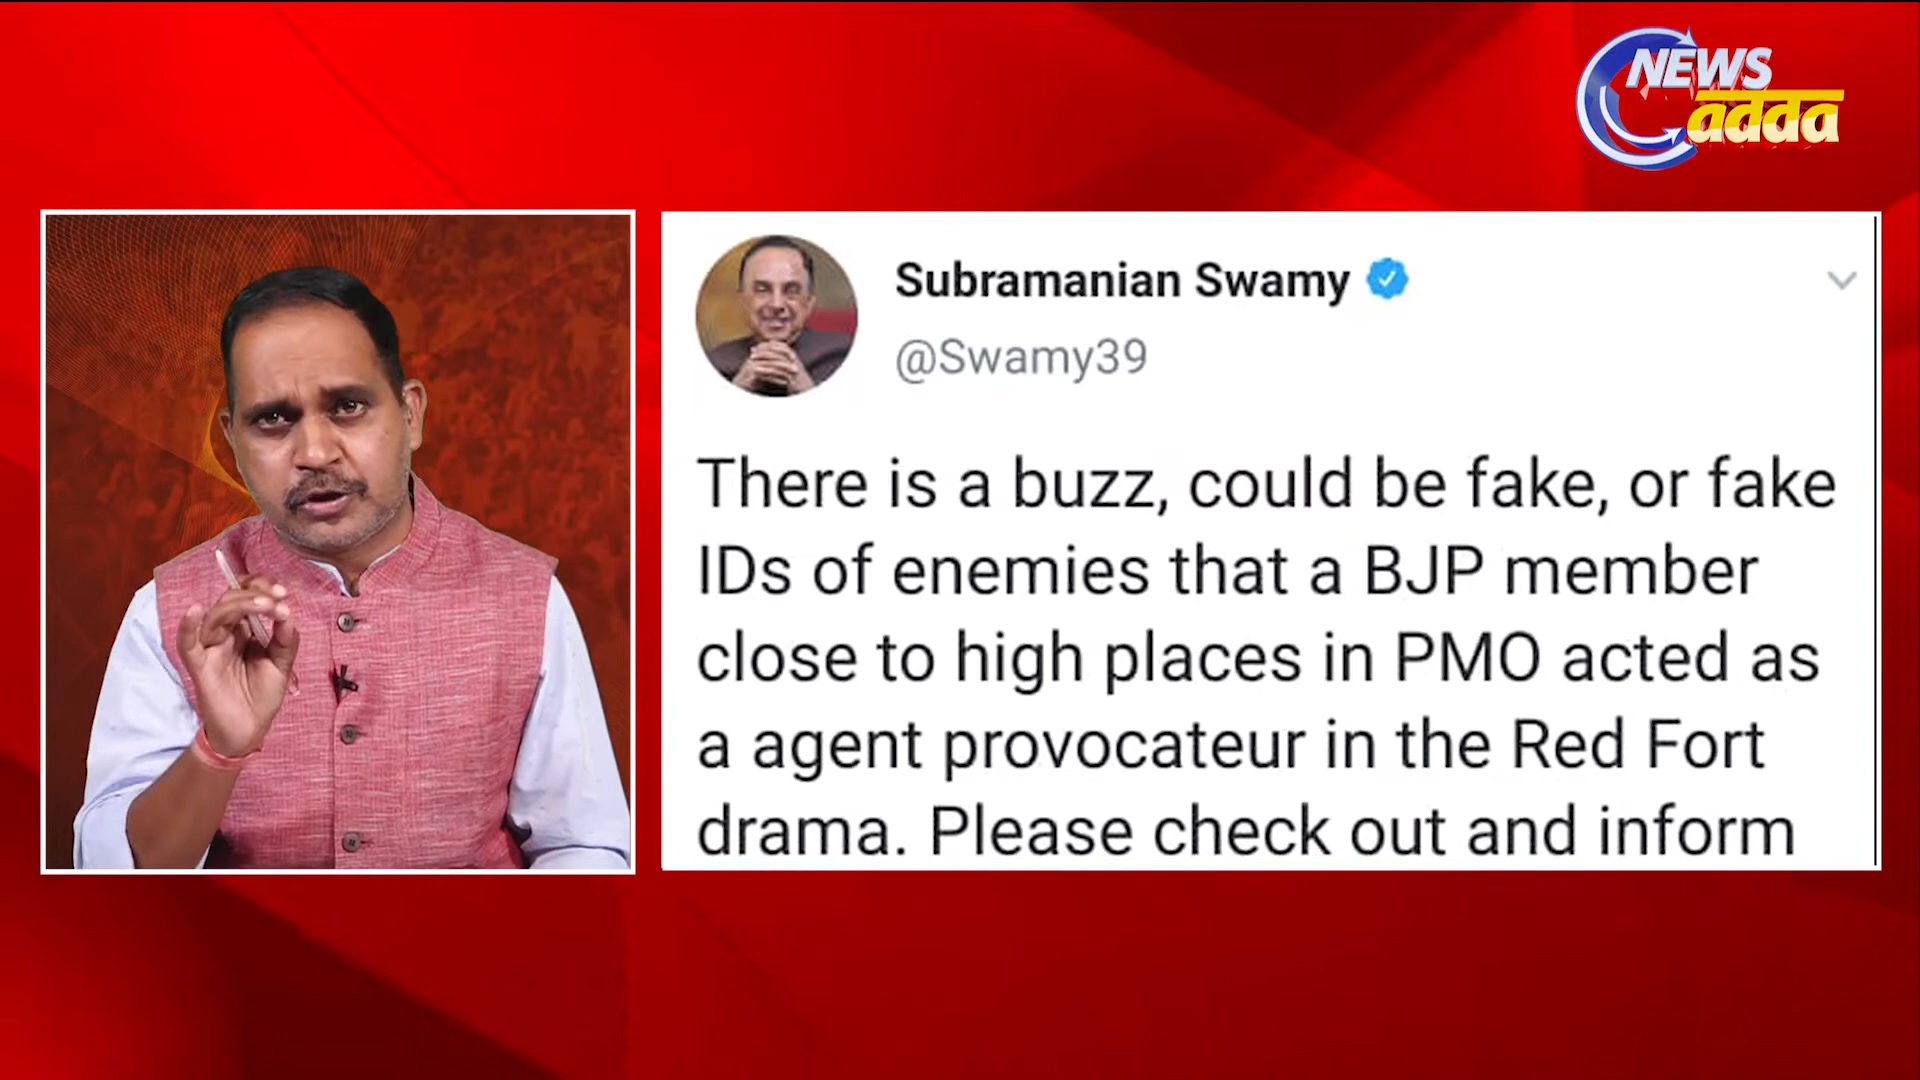 NEWS
adda
Subramanian Swamy
@Swamy39
There is a buzz, could be fake, or fake
IDs of enemies that a BJP member
close to high places in PMO acted as
a agent provocateur in the Red Fort
drama. Please check out and inform